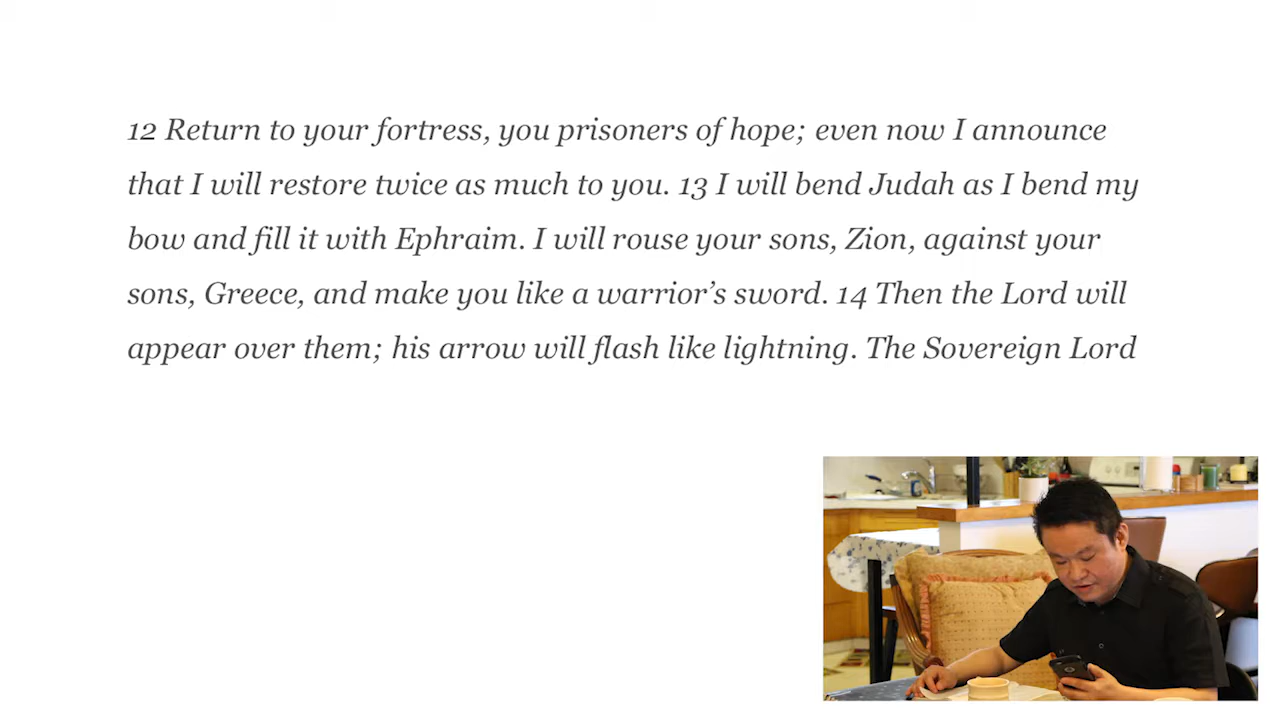 12 Return to your fortress, you prisoners of hope; even now I announce
that I will restore twice as much to you. 13 I will bend Judah as I bend my
bow and fill it with Ephraim. I will rouse your sons, Zion, against your
sons, Greece, and make you like a warrior’s sword. 14 Then the Lord will
appear over them; his arrow will flash like lightning. The Sovereign Lord